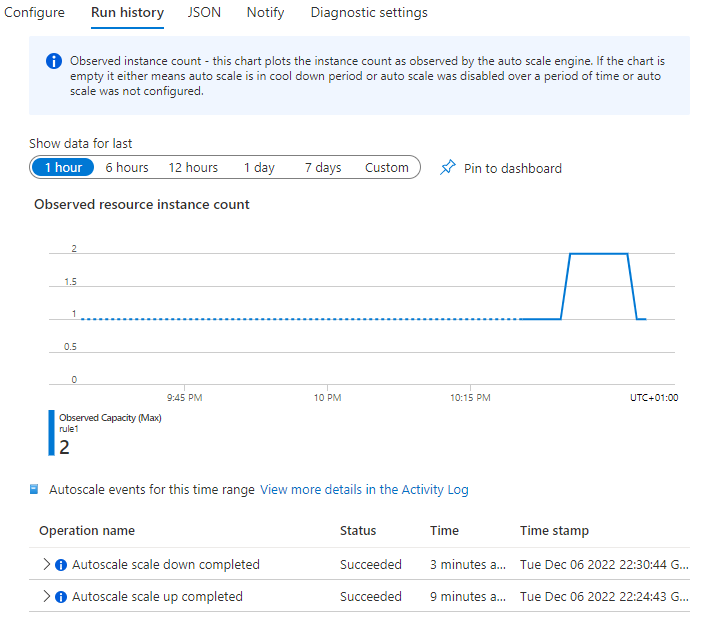 Configure Run history JSON Notify Diagnostic settings
Observed instance count - this chart plots the instance count as observed by the auto scale engine. If the chart is
empty it either means auto scale is in cool down period or auto scale was disabled over a period of time or auto
scale was not configured.
Show data for last
1 hour 6 hours 12 hours 1 day 7 days Custom Pin to dashboard
Observed resource instance count
2
1.5
1
0.5
0
9:45 PM 10 PM 10:15 PM UTC+01:00
Observed Capacity (Max)
rule1
2
Autoscale events for this time range View more details in the Activity Log
Operation name Status Time Time stamp
Autoscale scale down completed Succeeded 3 minutes a... Tue Dec 06 2022 22:30:44 G...
Autoscale scale up completed Succeeded 9 minutes a... Tue Dec 06 2022 22:24:43 G...